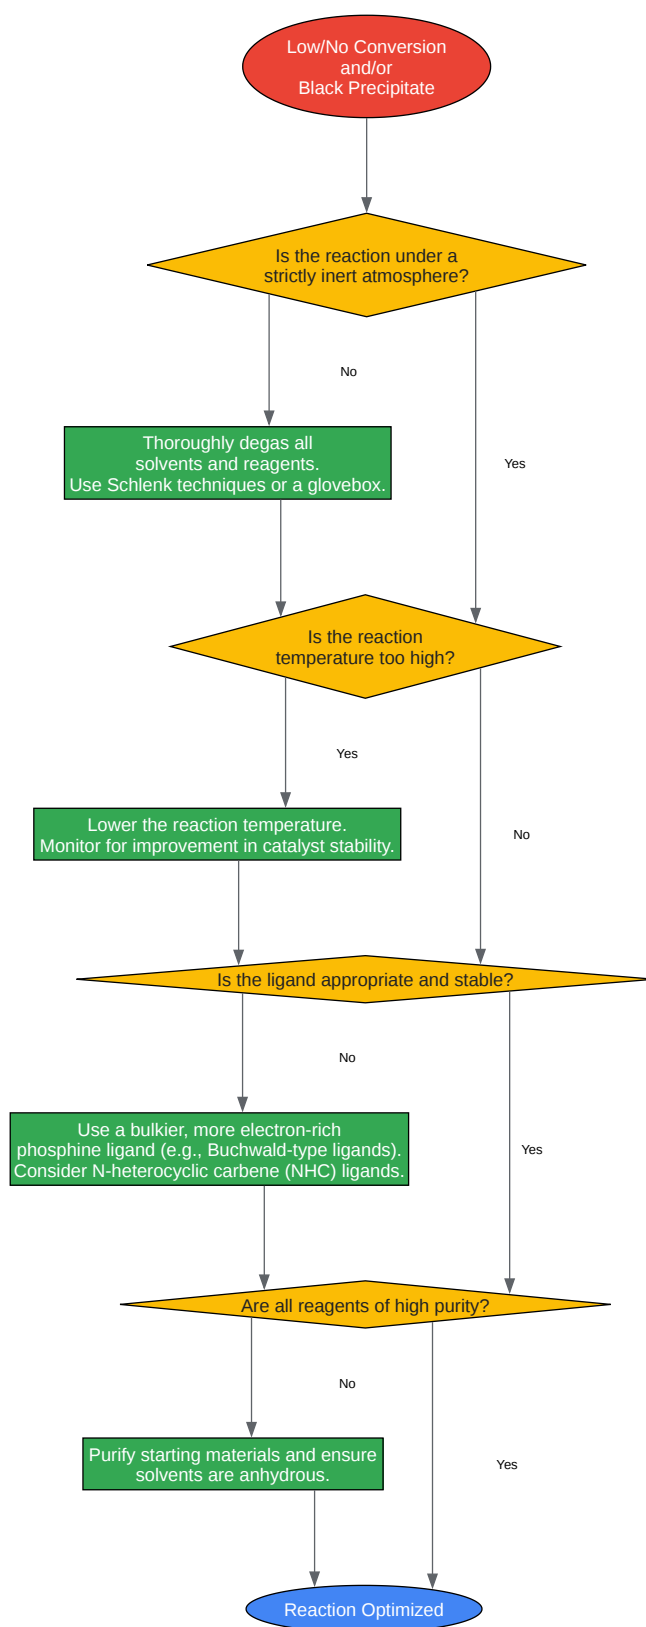 Low/No Conversion
and/or
Black Precipitate
Is the reaction under a
strictly inert atmosphere?
No
Thoroughly degas all
solvents and reagents.
Use Schlenk techniques or a glovebox.
Yes
Is the reaction
temperature too high?
Yes
Lower the reaction temperature.
Monitor for improvement in catalyst stability.
No
Is the ligand appropriate and stable?
No
Use a bulkier, more electron-rich
phosphine ligand (e.g., Buchwald-type ligands).
Consider N-heterocyclic carbene (NHC) ligands.
Yes
Are all reagents of high purity?
No
Purify starting materials and ensure
solvents are anhydrous.
Yes
Reaction Optimized